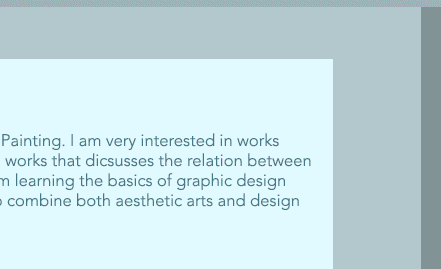 Painting. I am very interested in works
works that dicsusses the relation between
learning the basics of graphic design
combine both aesthetic arts and design